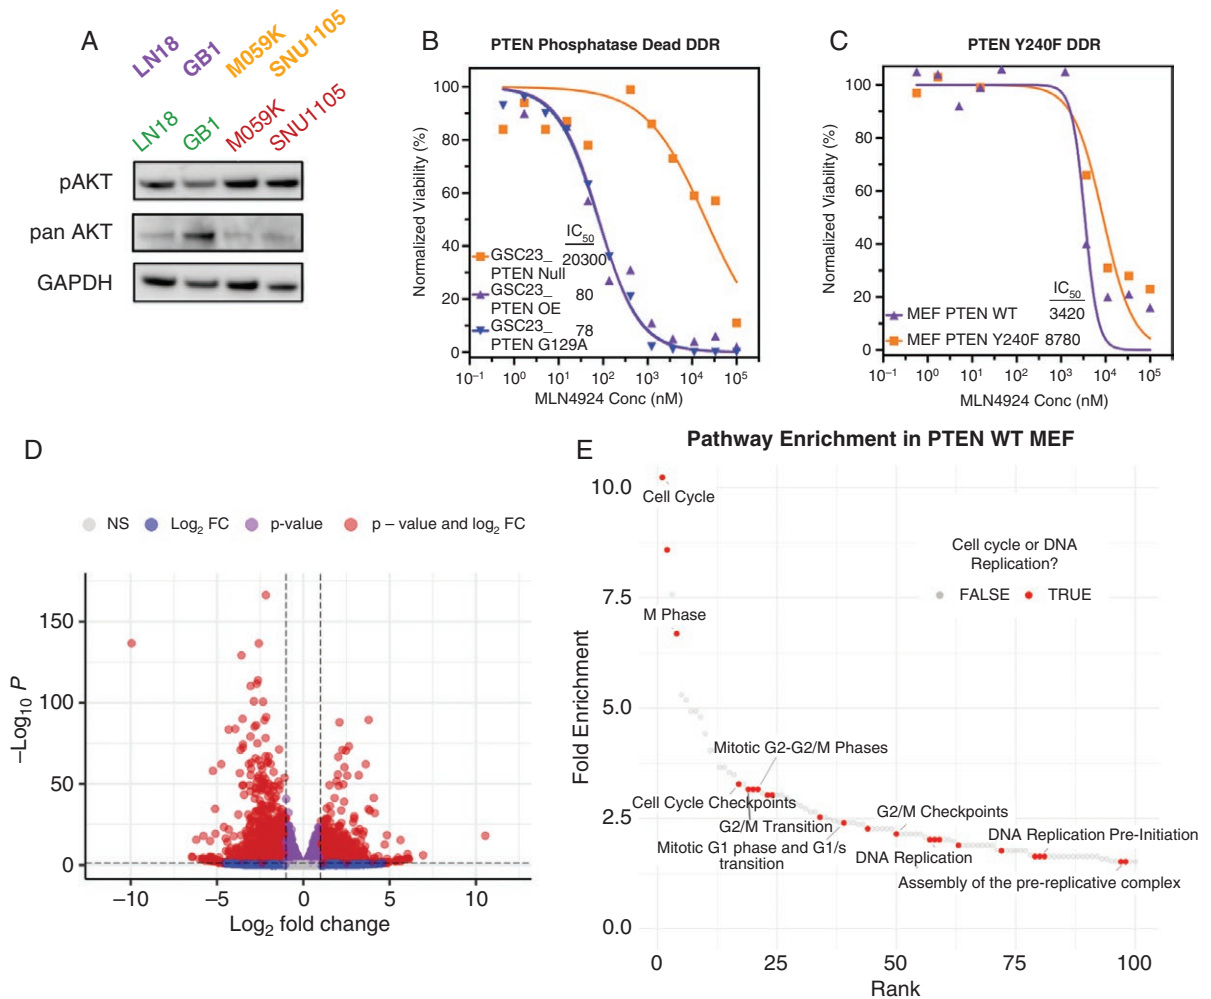 A
LN18
GB1
M059K
SNU1105
LN18
GB1
M059K
SNU1105
pAKT
pan AKT
GAPDH
B
PTEN Phosphatase Dead DDR
Normalized Viability (%)
100
80
60
40
20
0
IC50
GSC23_
PTEN Null
20300
GSC23_
PTEN OE
80
GSC23_
PTEN G129A
78
10−1 100 101 102 103 104 105
MLN4924 Conc (nM)
C
PTEN Y240F DDR
Normalized Viability (%)
100
80
60
40
20
0
IC50
MEF PTEN WT 3420
MEF PTEN Y240F 8780
10−1 100 101 102 103 104 105
MLN4924 Conc (nM)
D
NS Log2 FC p-value p – value and log2 FC
–Log10 P
150
100
50
0
−10 −5 0 5 10
Log2 fold change
E
Pathway Enrichment in PTEN WT MEF
Fold Enrichment
10.0
7.5
5.0
2.5
0.0
Cell Cycle
Cell cycle or DNA
Replication?
FALSE TRUE
M Phase
Mitotic G2-G2/M Phases
Cell Cycle Checkpoints
G2/M Transition
Mitotic G1 phase and G1/s
transition
G2/M Checkpoints
DNA Replication
DNA Replication Pre-Initiation
Assembly of the pre-replicative complex
0 25 50 75 100
Rank